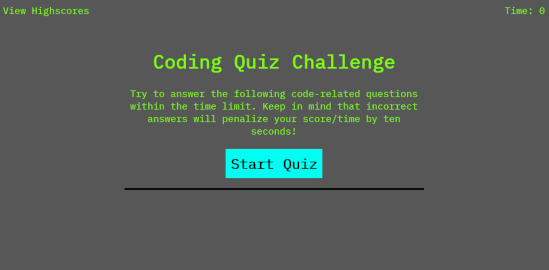 View Highscores
Time: 0
Coding Quiz Challenge
Try to answer the following code-related questions
within the time limit. Keep in mind that incorrect
answers will penalize your score/time by ten
seconds!
Start Quiz